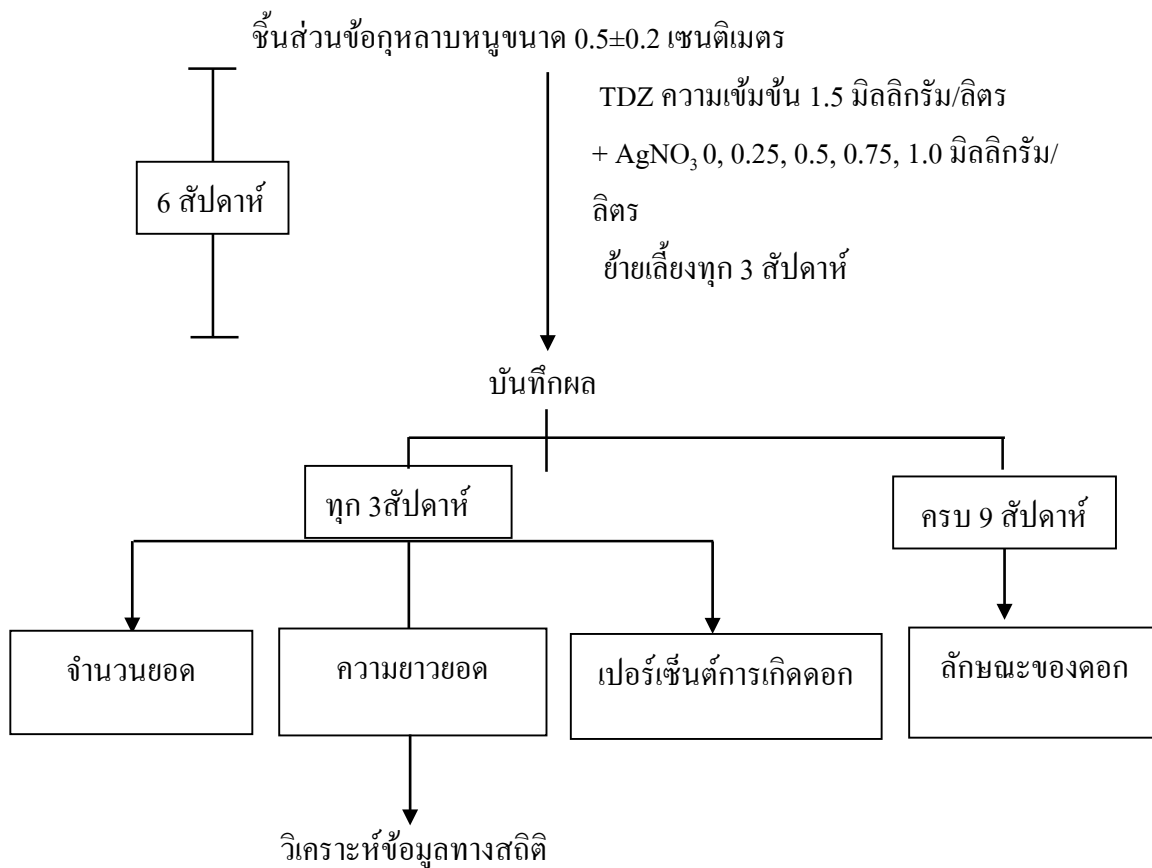 ชิ้นส่วนข้อกุหลาบหนูขนาด 0.5±0.2 เซนติเมตร
TDZ ความเข้มข้น 1.5 มิลลิกรัม/ลิตร
+ AgNO₃ 0, 0.25, 0.5, 0.75, 1.0 มิลลิกรัม/
ลิตร
6 สัปดาห์
ย้ายเลี้ยงทุก 3 สัปดาห์
บันทึกผล
ทุก 3สัปดาห์
ครบ 9 สัปดาห์
จำนวนยอด
ความยาวยอด
เปอร์เซ็นต์การเกิดดอก
ลักษณะของดอก
วิเคราะห์ข้อมูลทางสถิติ